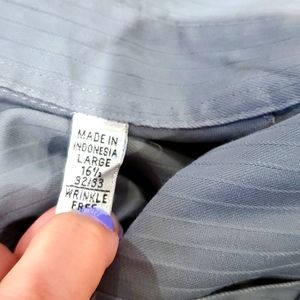 MADE IN
INDONESIA
LARGE
16½
32/33
WRINKLE
FREE